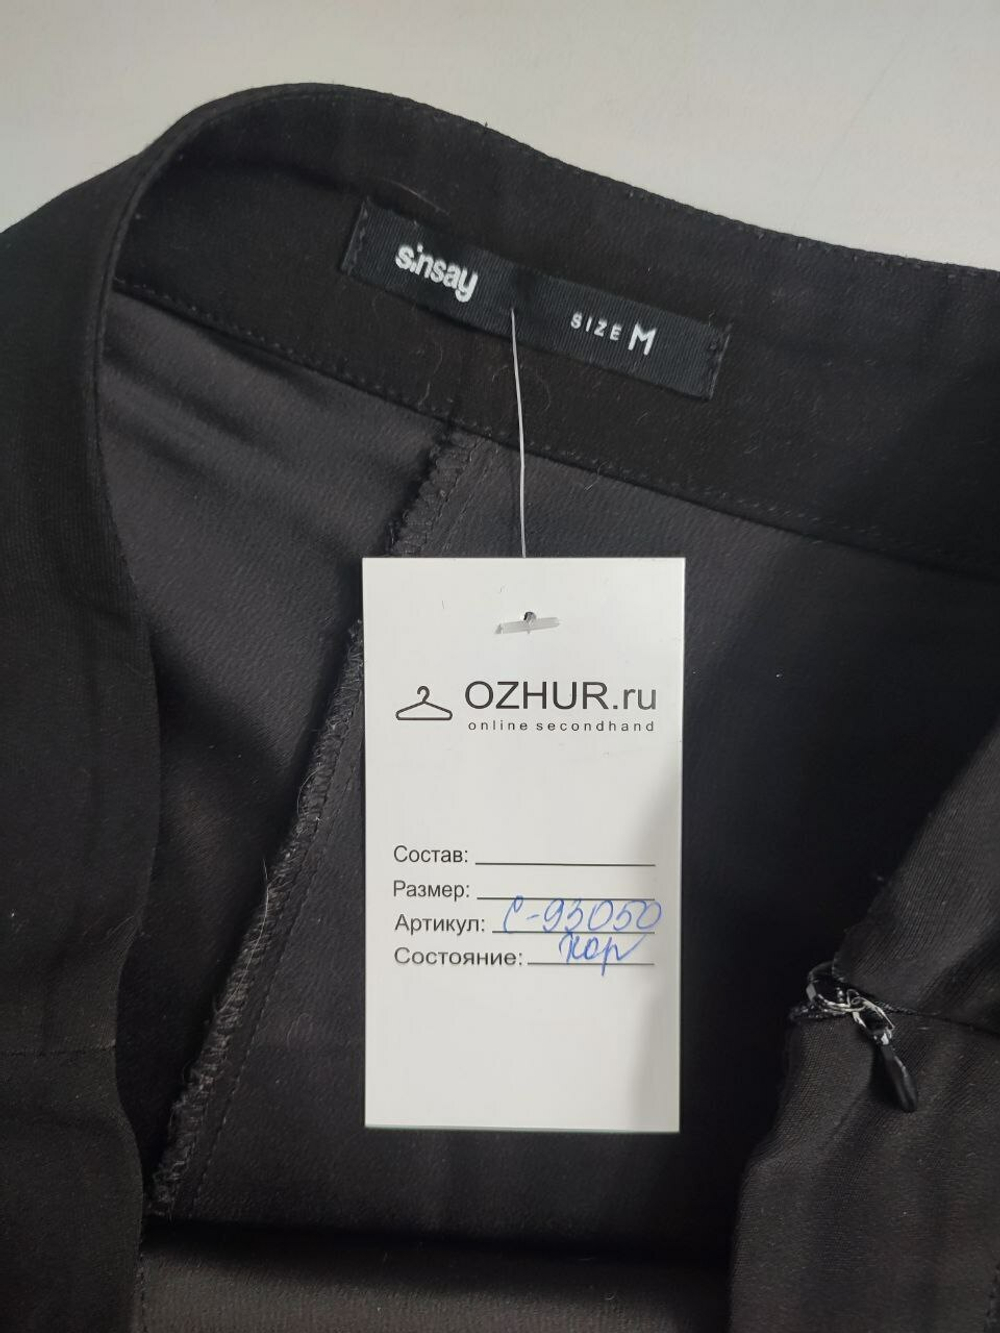 sinsay
SIZE M
OZHUR.ru
online secondhand
Состав:
Размер:
Артикул: С-93050
Состояние: хор